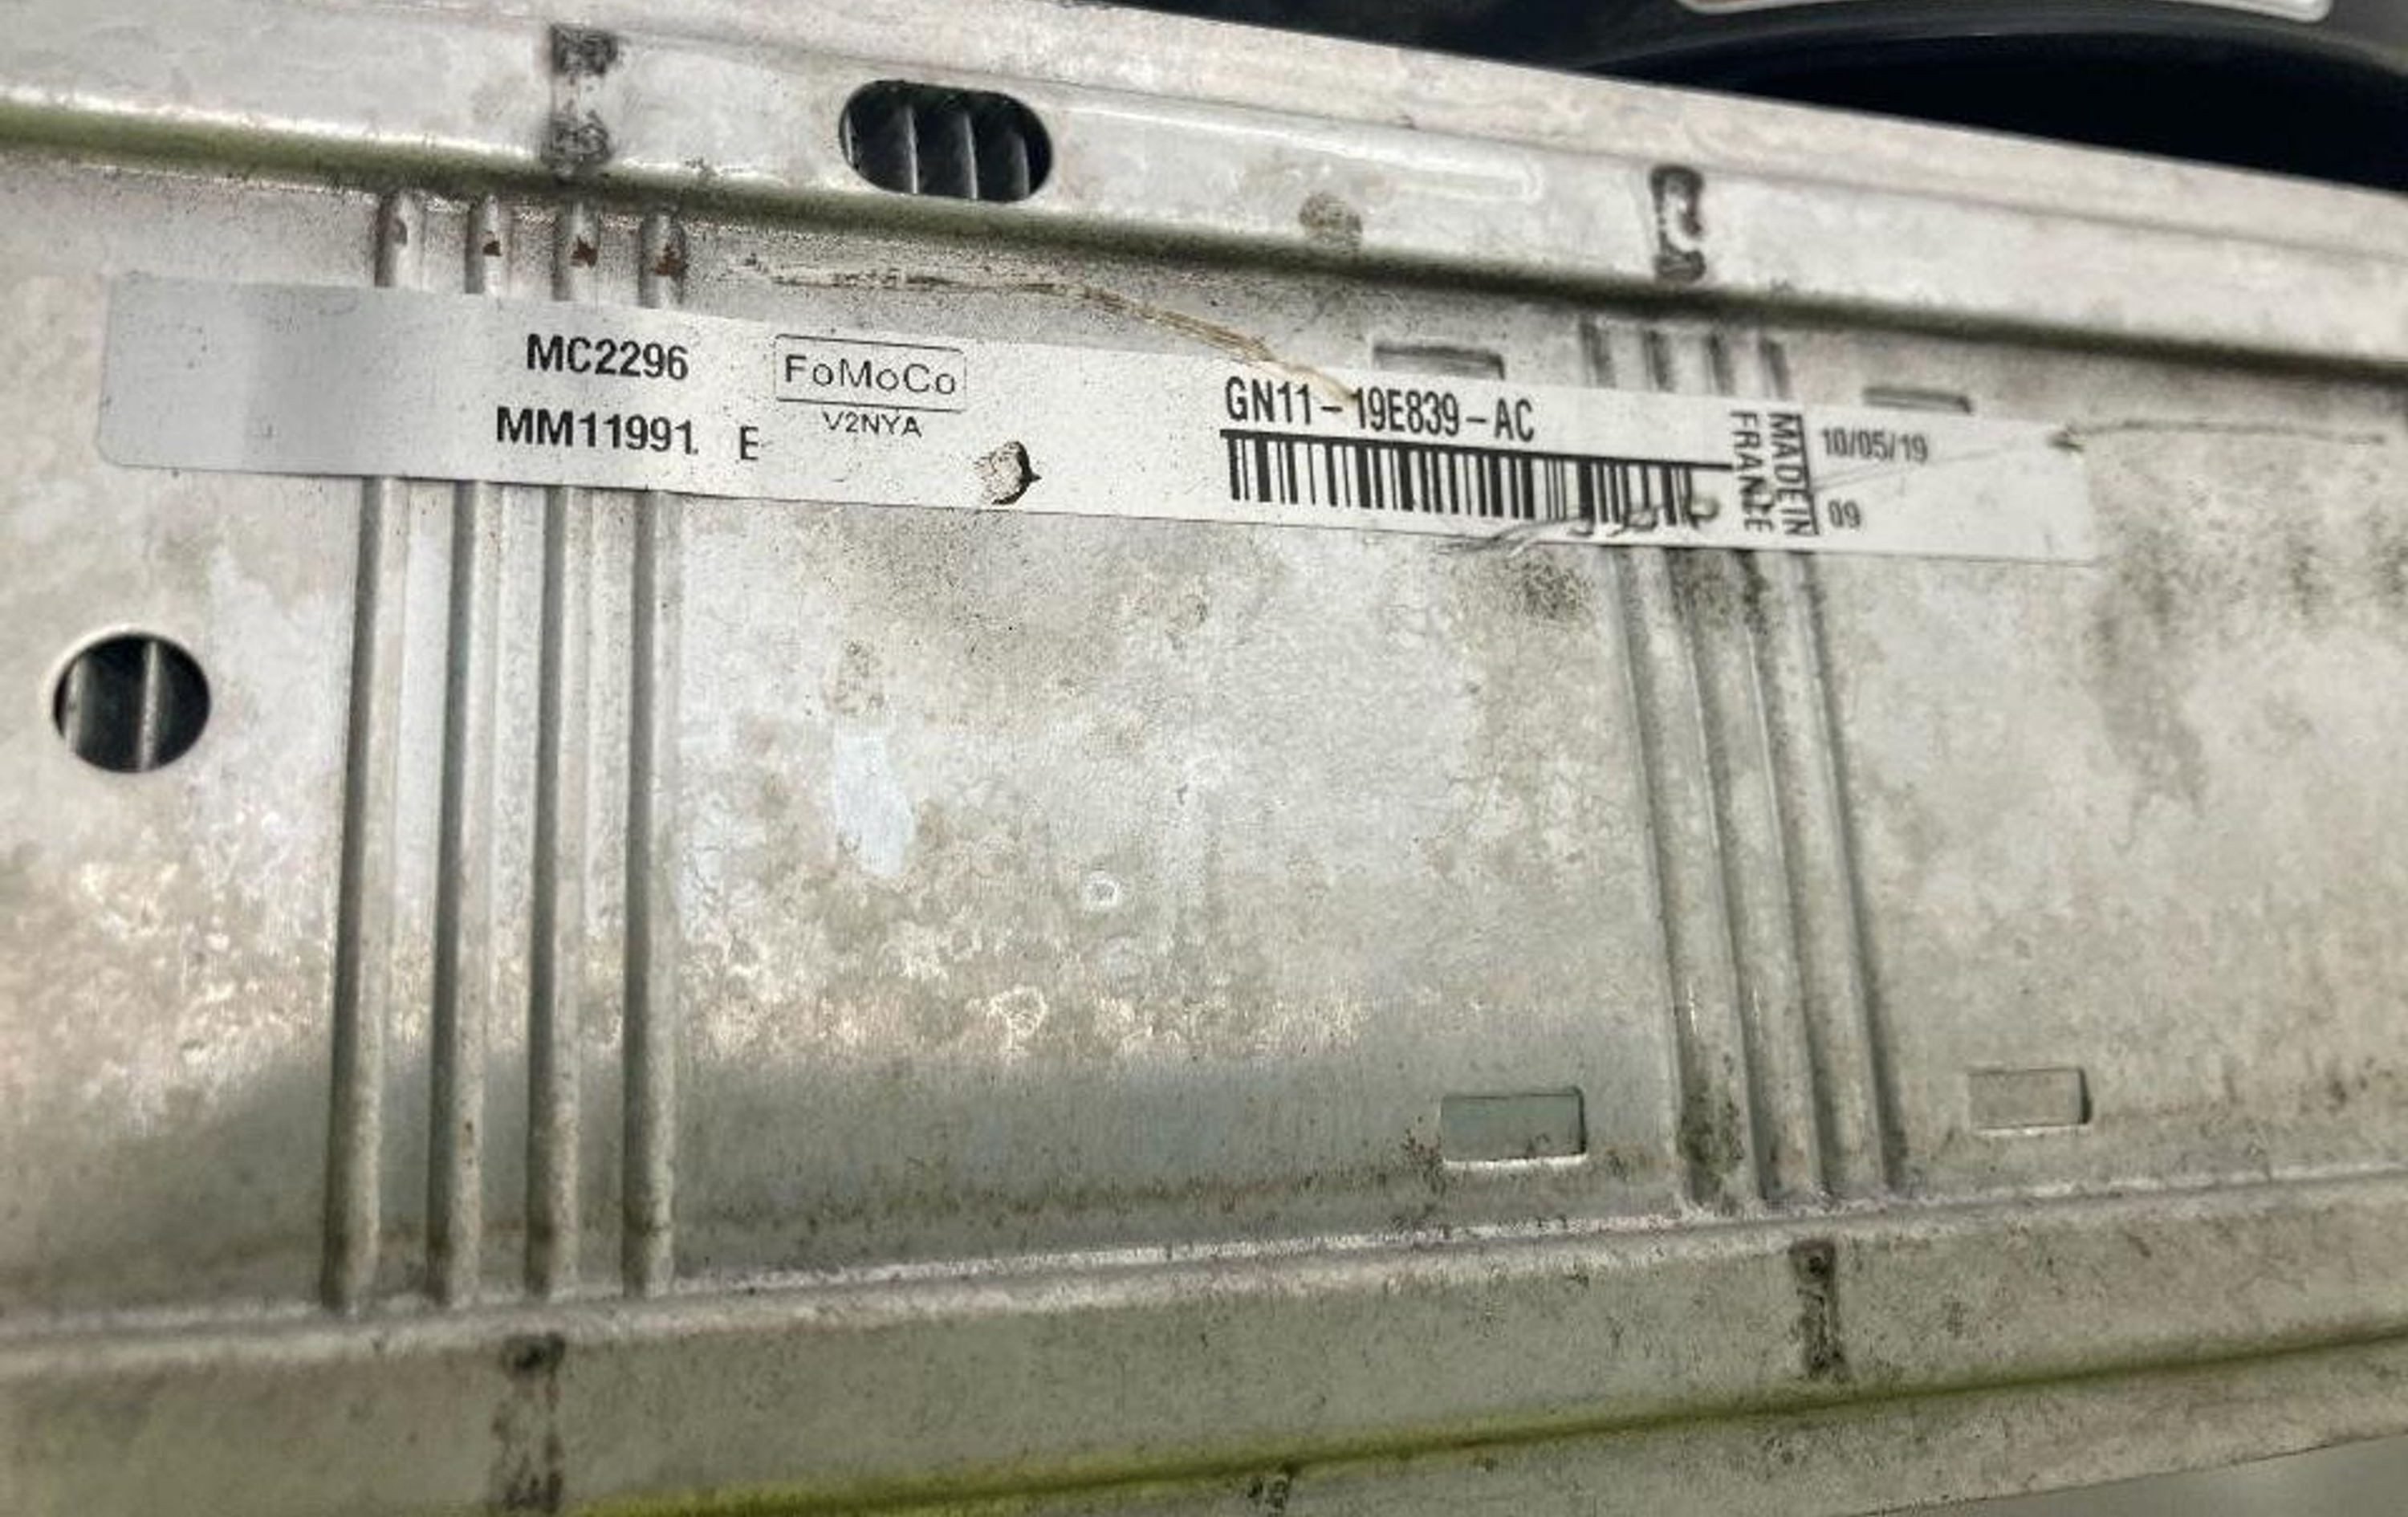 MC2296
MM11991 E
FoMoCo
V2NYA
GN11-19E839-AC
MADE IN
FRANCE
10/05/19
09